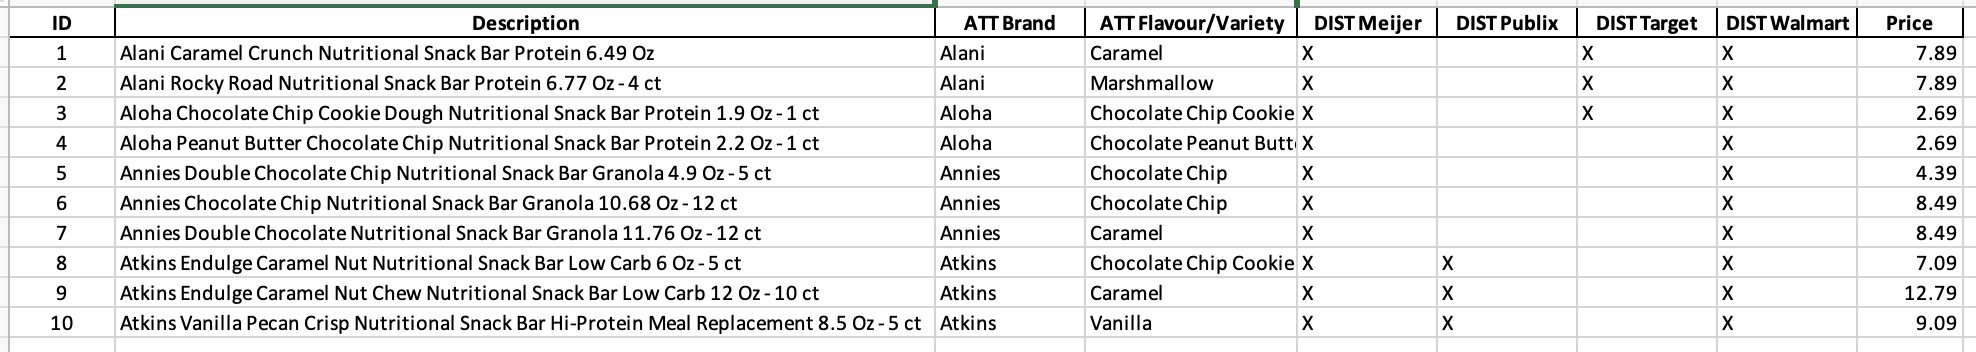 ID Description ATT Brand ATT Flavour/Variety DIST Meijer DIST Publix DIST Target DIST Walmart Price
1 Alani Caramel Crunch Nutritional Snack Bar Protein 6.49 Oz Alani Caramel X X X 7.89
2 Alani Rocky Road Nutritional Snack Bar Protein 6.77 Oz - 4 ct Alani Marshmallow X X X 7.89
3 Aloha Chocolate Chip Cookie Dough Nutritional Snack Bar Protein 1.9 Oz - 1 ct Aloha Chocolate Chip Cookie X X X 2.69
4 Aloha Peanut Butter Chocolate Chip Nutritional Snack Bar Protein 2.2 Oz - 1 ct Aloha Chocolate Peanut Butt X X 2.69
5 Annies Double Chocolate Chip Nutritional Snack Bar Granola 4.9 Oz - 5 ct Annies Chocolate Chip X X 4.39
6 Annies Chocolate Chip Nutritional Snack Bar Granola 10.68 Oz - 12 ct Annies Chocolate Chip X X 8.49
7 Annies Double Chocolate Nutritional Snack Bar Granola 11.76 Oz - 12 ct Annies Caramel X X 8.49
8 Atkins Endulge Caramel Nut Nutritional Snack Bar Low Carb 6 Oz - 5 ct Atkins Chocolate Chip Cookie X X X 7.09
9 Atkins Endulge Caramel Nut Chew Nutritional Snack Bar Low Carb 12 Oz - 10 ct Atkins Caramel X X X 12.79
10 Atkins Vanilla Pecan Crisp Nutritional Snack Bar Hi-Protein Meal Replacement 8.5 Oz - 5 ct Atkins Vanilla X X X 9.09